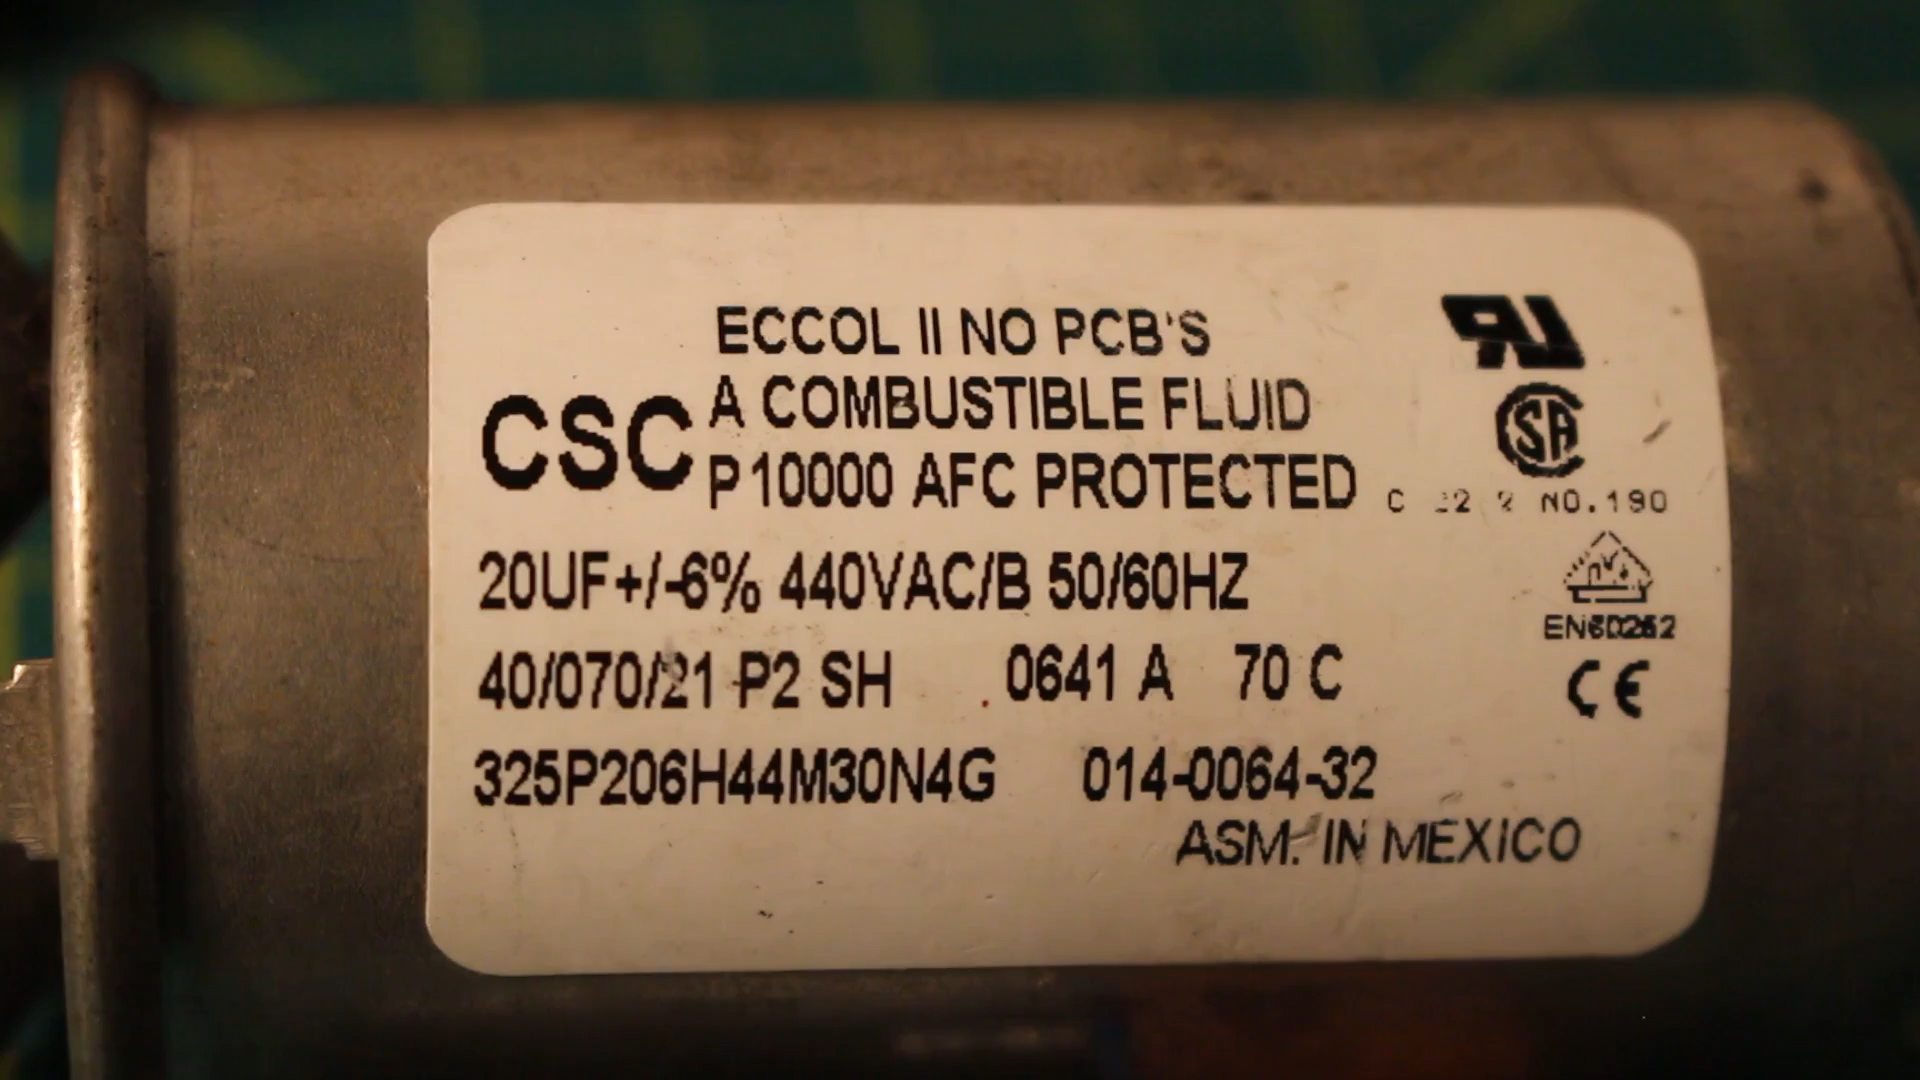 ECCOL II NO PCB'S
CSC A COMBUSTIBLE FLUID
P10000 AFC PROTECTED
C NO.190
20UF+/-6% 440VAC/B 50/60HZ
EN60252
40/070/21 P2 SH 0641 A 70 C
CE
325P206H44M30N4G 014-0064-32
ASM. IN MEXICO